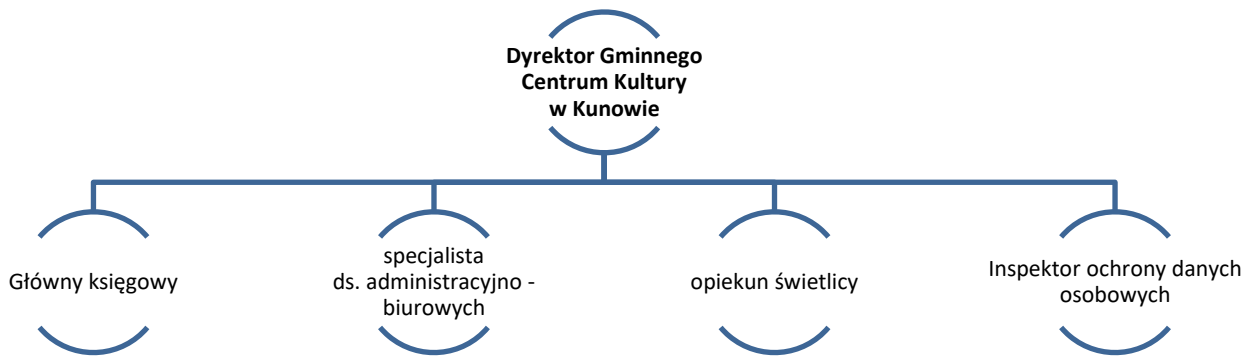 Dyrektor Gminnego
Centrum Kultury
w Kunowie
Główny księgowy
specjalista
ds. administracyjno -
biurowych
opiekun świetlicy
Inspektor ochrony danych
osobowych